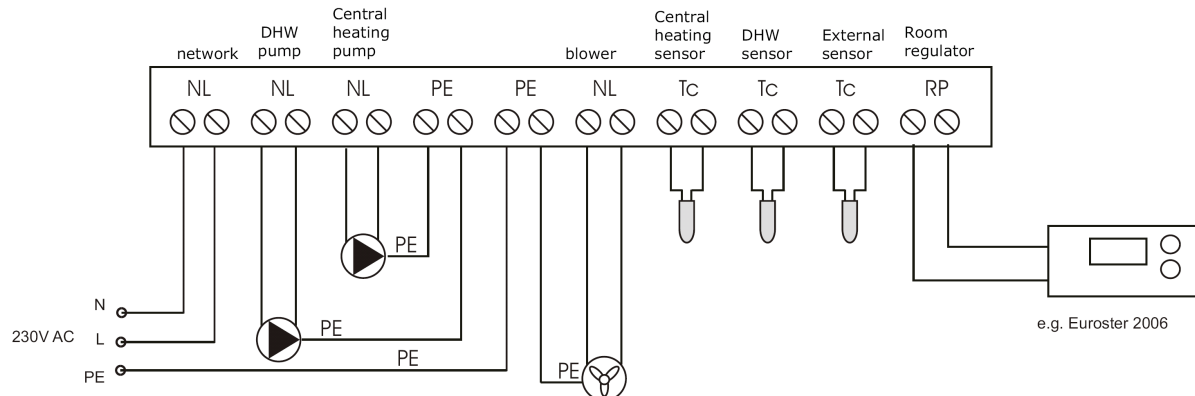 network
DHW
pump
Central
heating
pump
blower
Central
heating
sensor
DHW
sensor
External
sensor
Room
regulator
NL
NL
NL
PE
PE
NL
Tc
Tc
Tc
RP
PE
N
230V AC
L
PE
PE
PE
PE
e.g. Euroster 2006